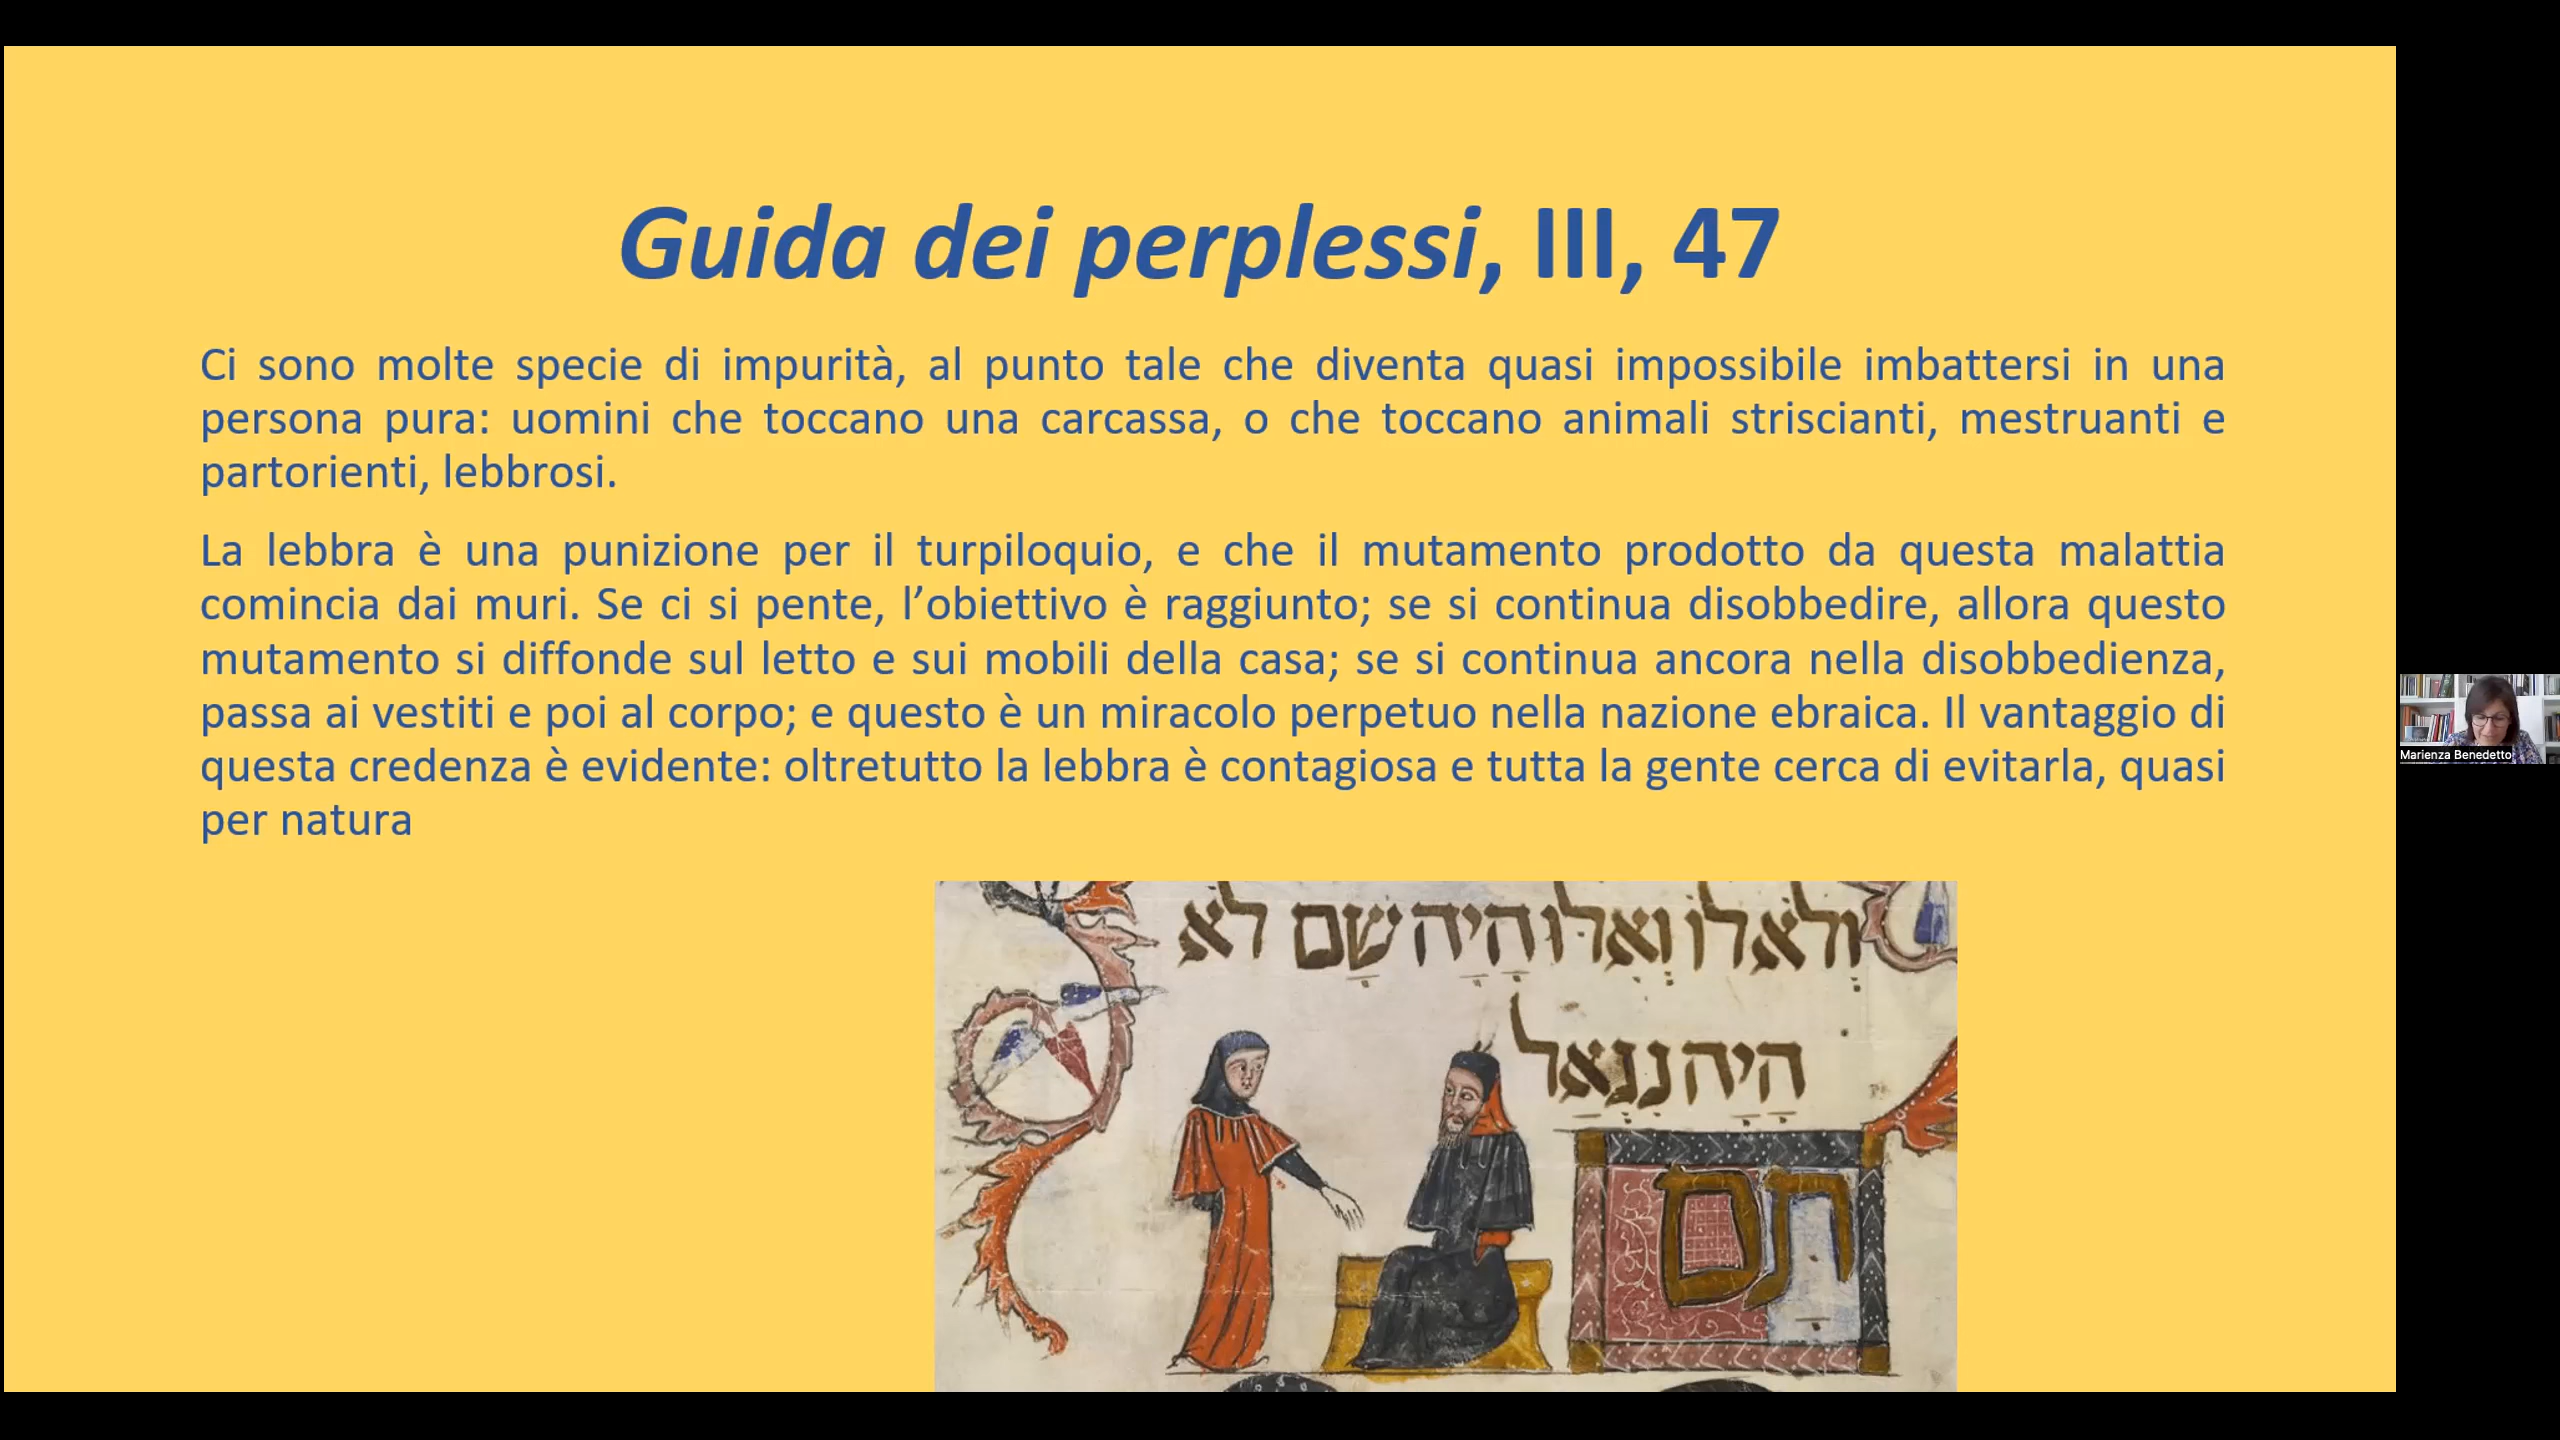 Guida dei perplessi, III, 47
Ci sono molte specie di impurità, al punto tale che diventa quasi impossibile imbattersi in una
persona pura: uomini che toccano una carcassa, o che toccano animali striscianti, mestruanti e
partorienti, lebbrosi.
La lebbra è una punizione per il turpiloquio, e che il mutamento prodotto da questa malattia
comincia dai muri. Se ci si pente, l’obiettivo è raggiunto; se si continua disobbedire, allora questo
mutamento si diffonde sul letto e sui mobili della casa; se si continua ancora nella disobbedienza,
passa ai vestiti e poi al corpo; e questo è un miracolo perpetuo nella nazione ebraica. Il vantaggio di
questa credenza è evidente: oltretutto la lebbra è contagiosa e tutta la gente cerca di evitarla, quasi
per natura
וְלֹאלוֹ וְאִלּוּ הָיָה שָׁם לֹא
הָיָה נִגְאָל
תם
Marienza Benedetto